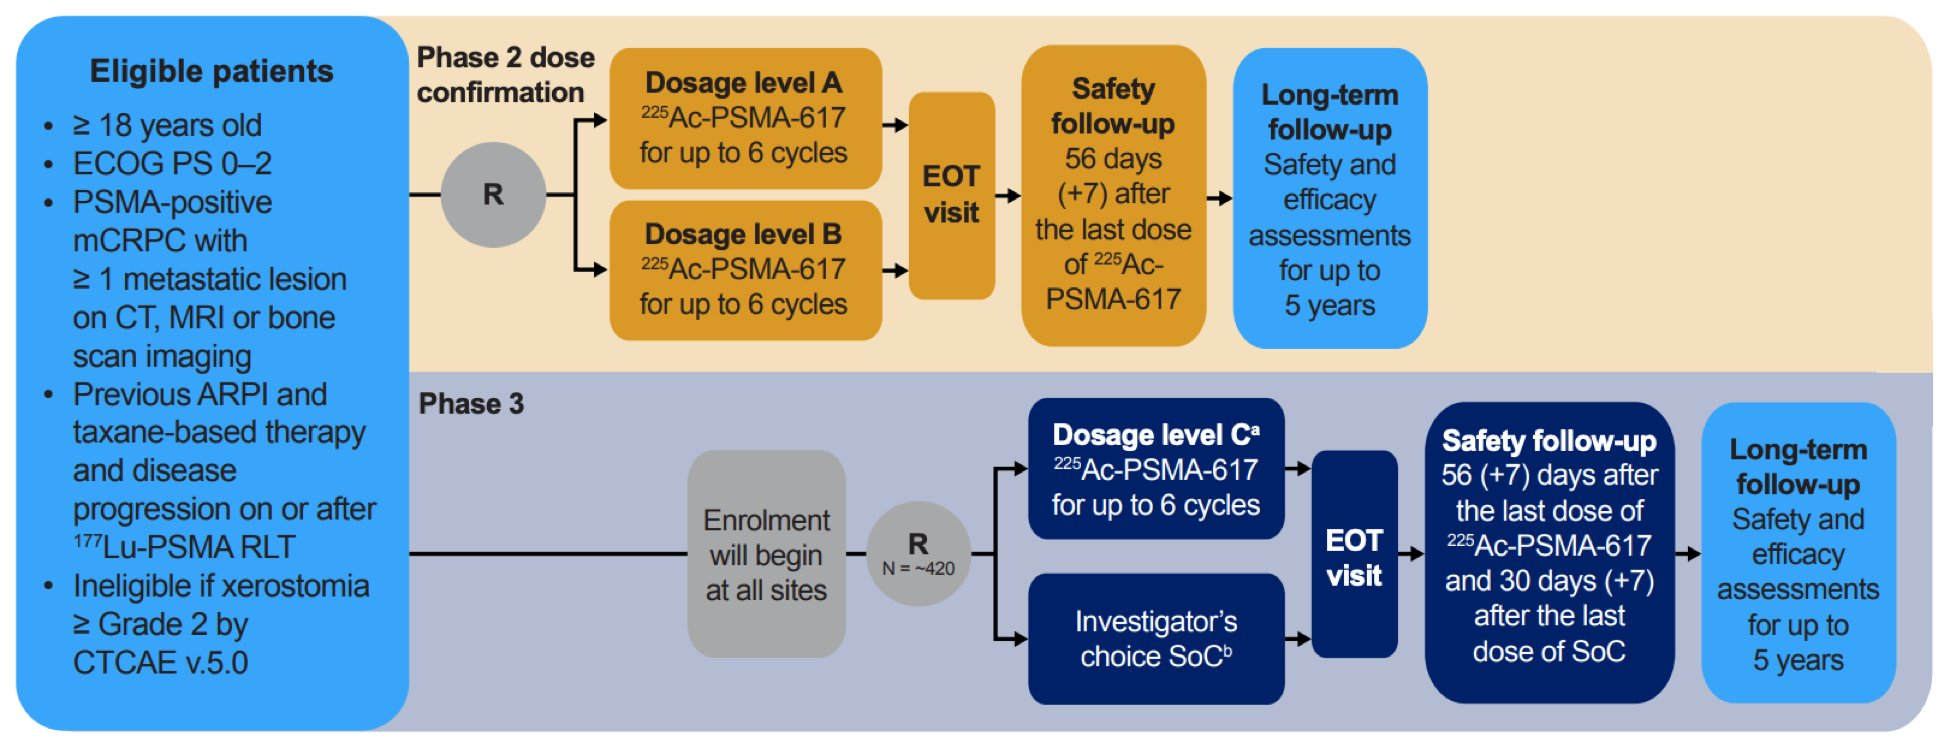 Eligible patients
• ≥ 18 years old
• ECOG PS 0–2
• PSMA-positive
mCRPC with
≥ 1 metastatic lesion
on CT, MRI or bone
scan imaging
• Previous ARPI and
taxane-based therapy
and disease
progression on or after
¹⁷⁷Lu-PSMA RLT
• Ineligible if xerostomia
≥ Grade 2 by
CTCAE v.5.0
Phase 2 dose
confirmation
R
Dosage level A
²²⁵Ac-PSMA-617
for up to 6 cycles
Dosage level B
²²⁵Ac-PSMA-617
for up to 6 cycles
EOT
visit
Safety
follow-up
56 days
(+7) after
the last dose
of ²²⁵Ac-
PSMA-617
Long-term
follow-up
Safety and
efficacy
assessments
for up to
5 years
Phase 3
Enrolment
will begin
at all sites
R
N = ~420
Dosage level Cᵃ
²²⁵Ac-PSMA-617
for up to 6 cycles
Investigator’s
choice SoCᵇ
EOT
visit
Safety follow-up
56 (+7) days after
the last dose of
²²⁵Ac-PSMA-617
and 30 days (+7)
after the last
dose of SoC
Long-term
follow-up
Safety and
efficacy
assessments
for up to
5 years